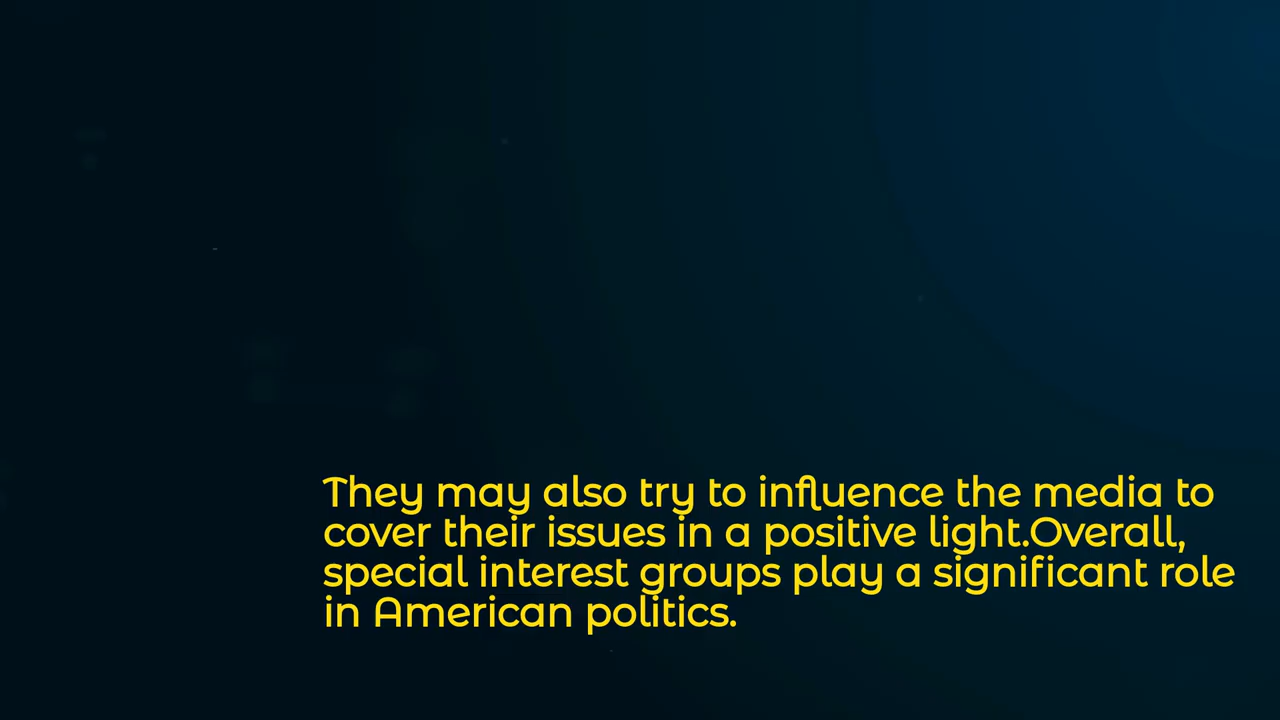 They may also try to influence the media to
cover their issues in a positive light.Overall,
special interest groups play a significant role
in American politics.